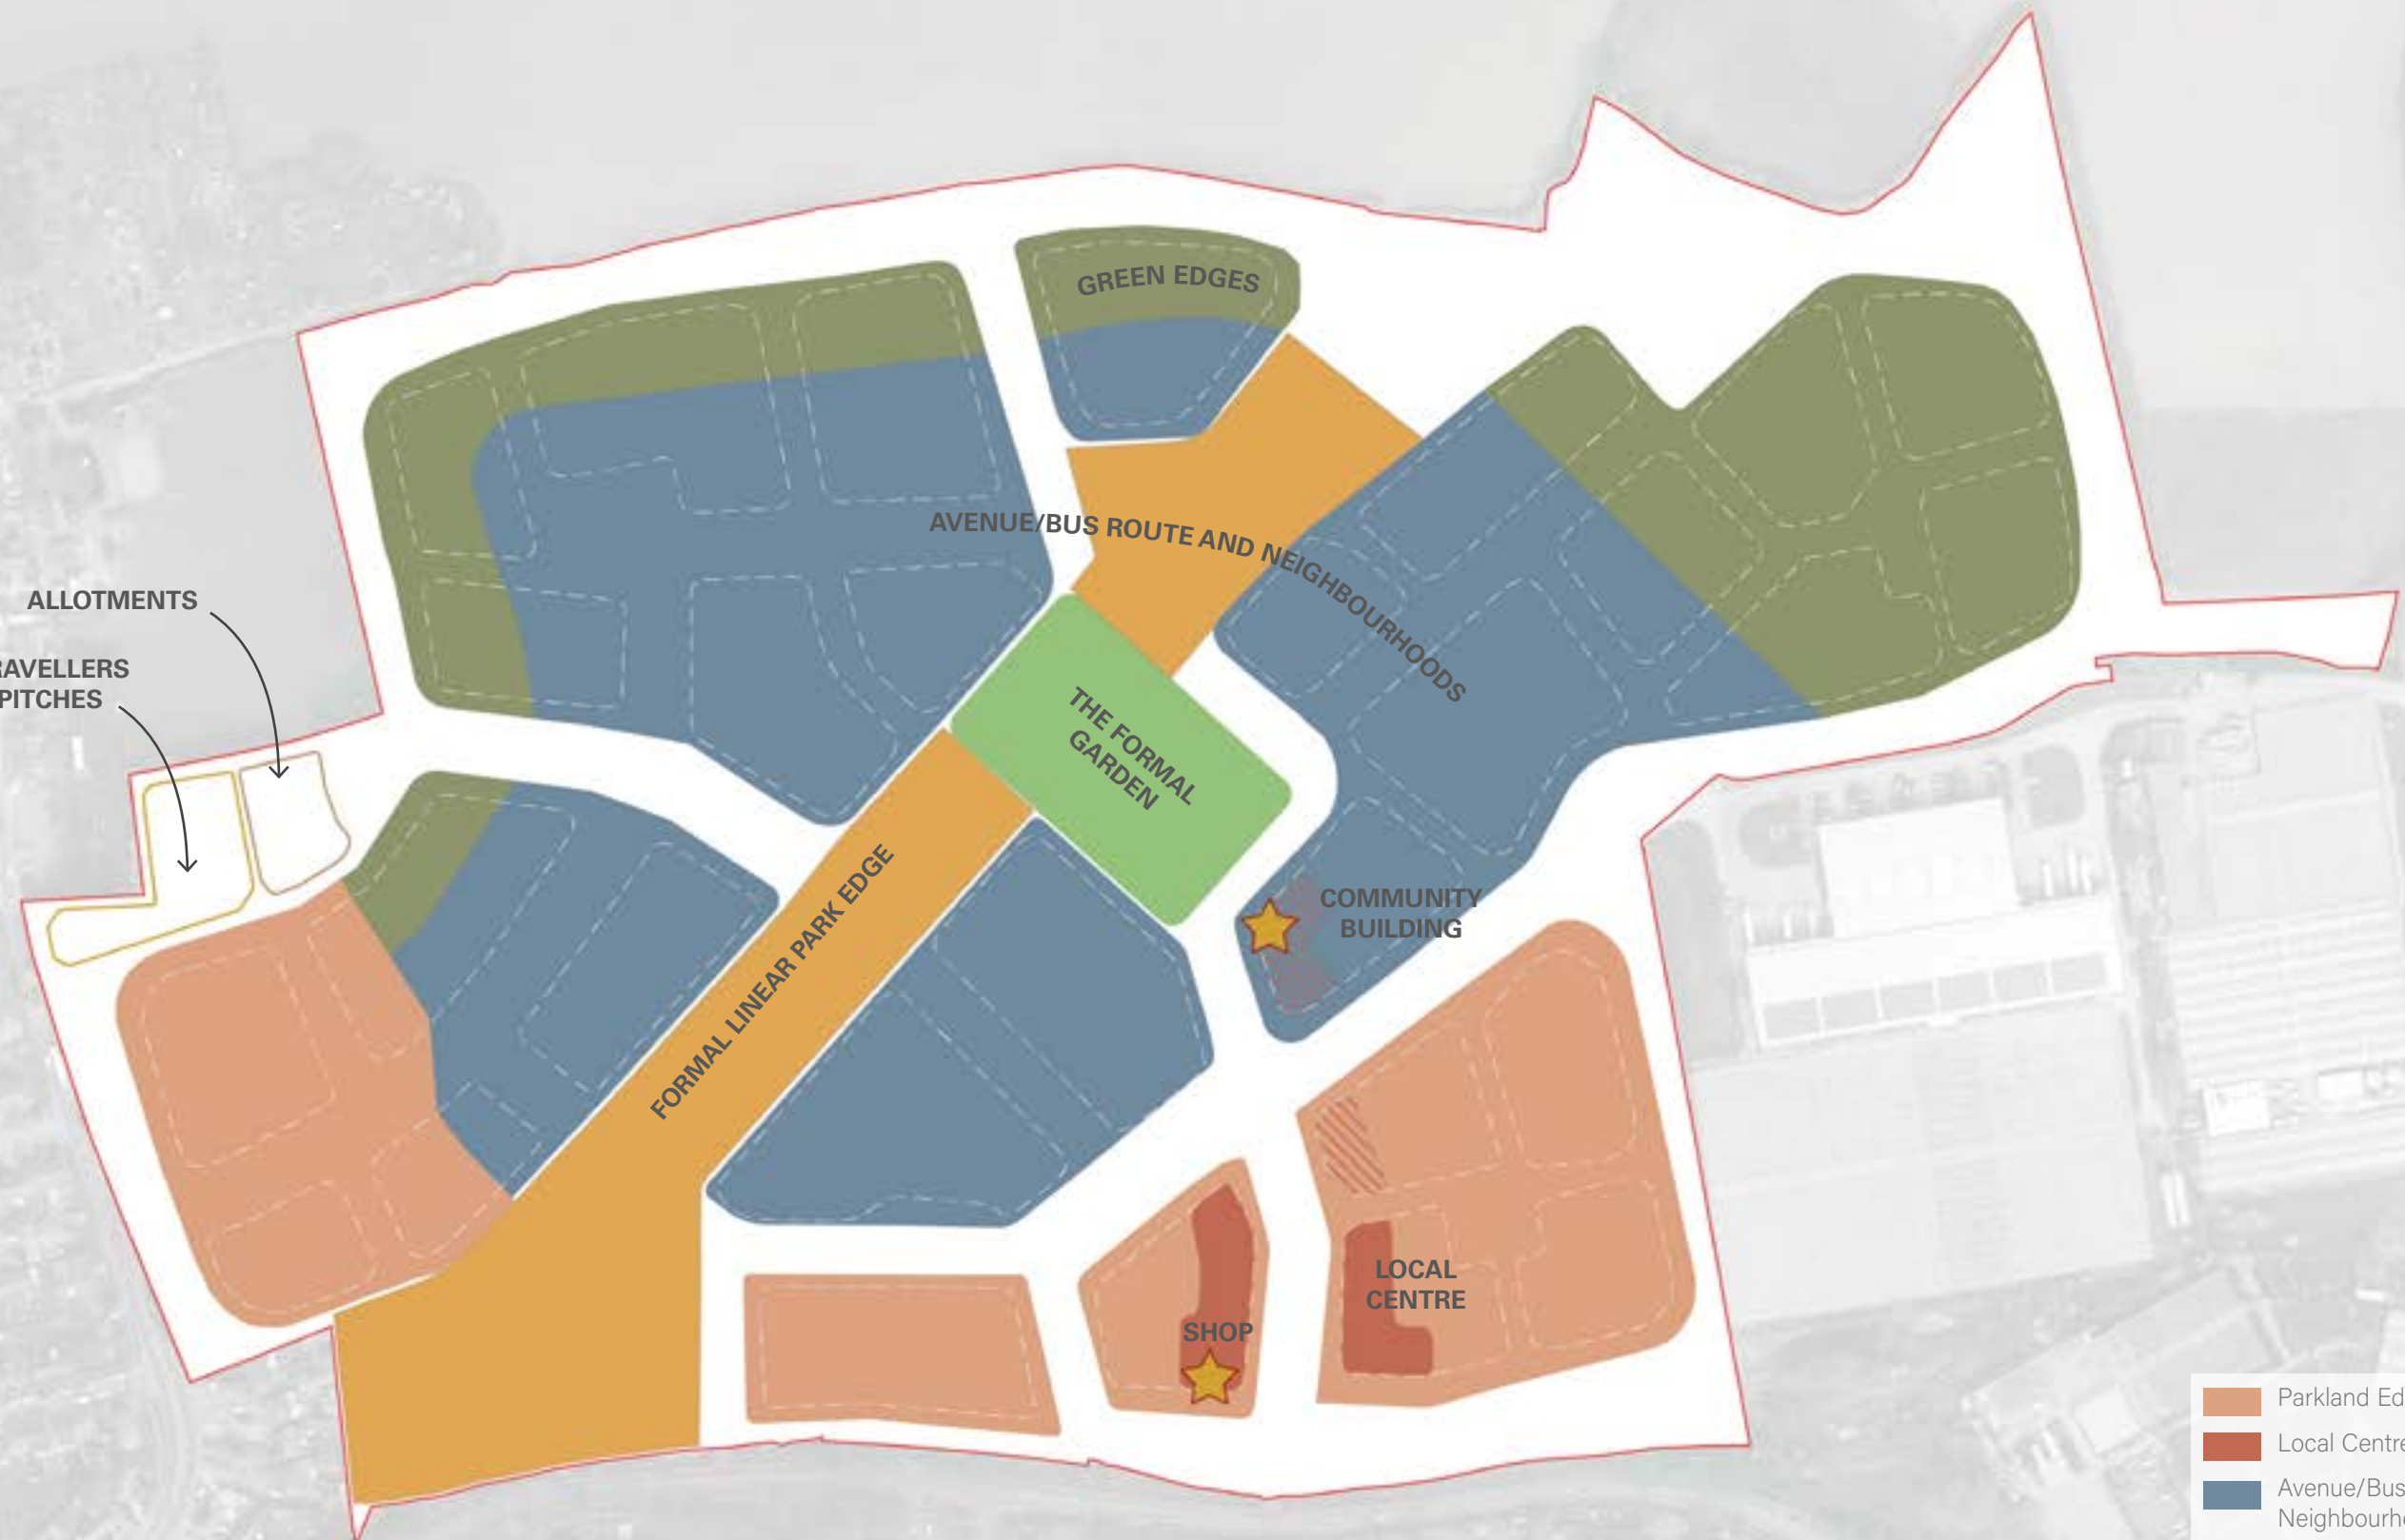 GREEN EDGES
AVENUE/BUS ROUTE AND NEIGHBOURHOODS
ALLOTMENTS
RAVELLERS
PITCHES
THE FORMAL
GARDEN
FORMAL LINEAR PARK EDGE
COMMUNITY
BUILDING
LOCAL
CENTRE
SHOP
Parkland Ed
Local Centre
Avenue/Bus
Neighbourh